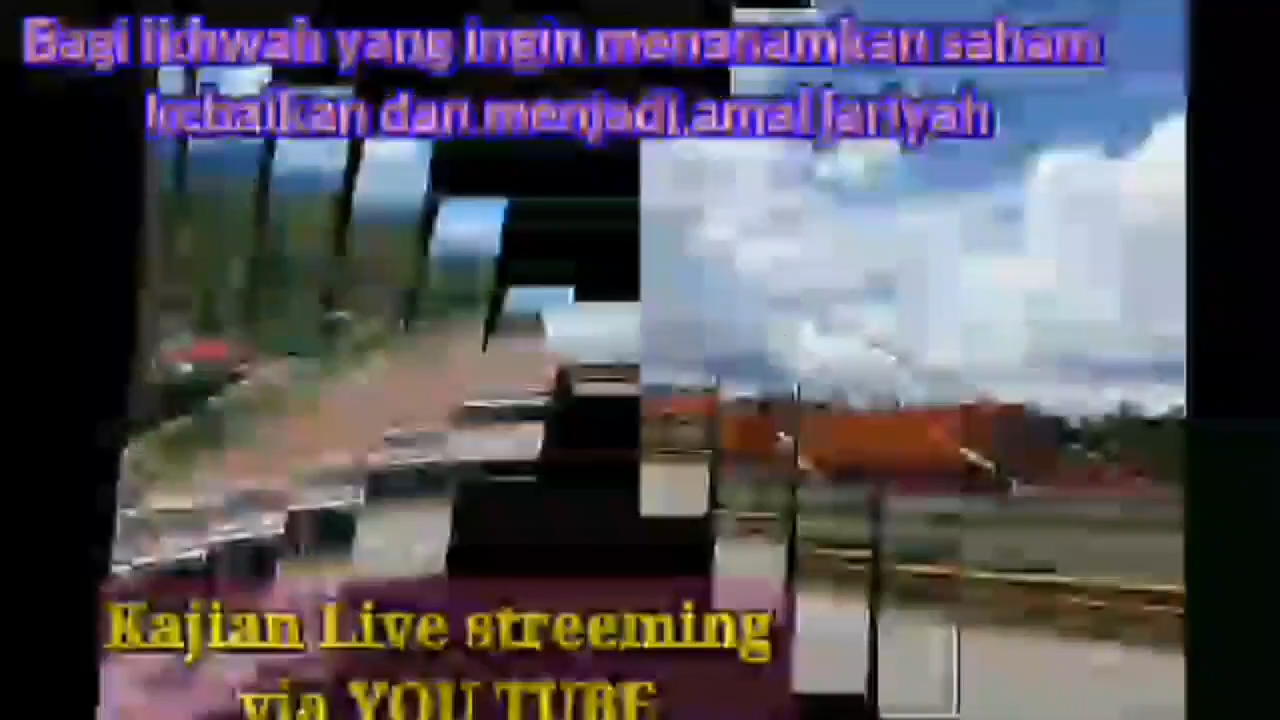 Bagi ikhwah yang ingin menanamkan saham
kebaikan dan menjadi amal jariyah
Kajian Live streeming
via YOU TUBE